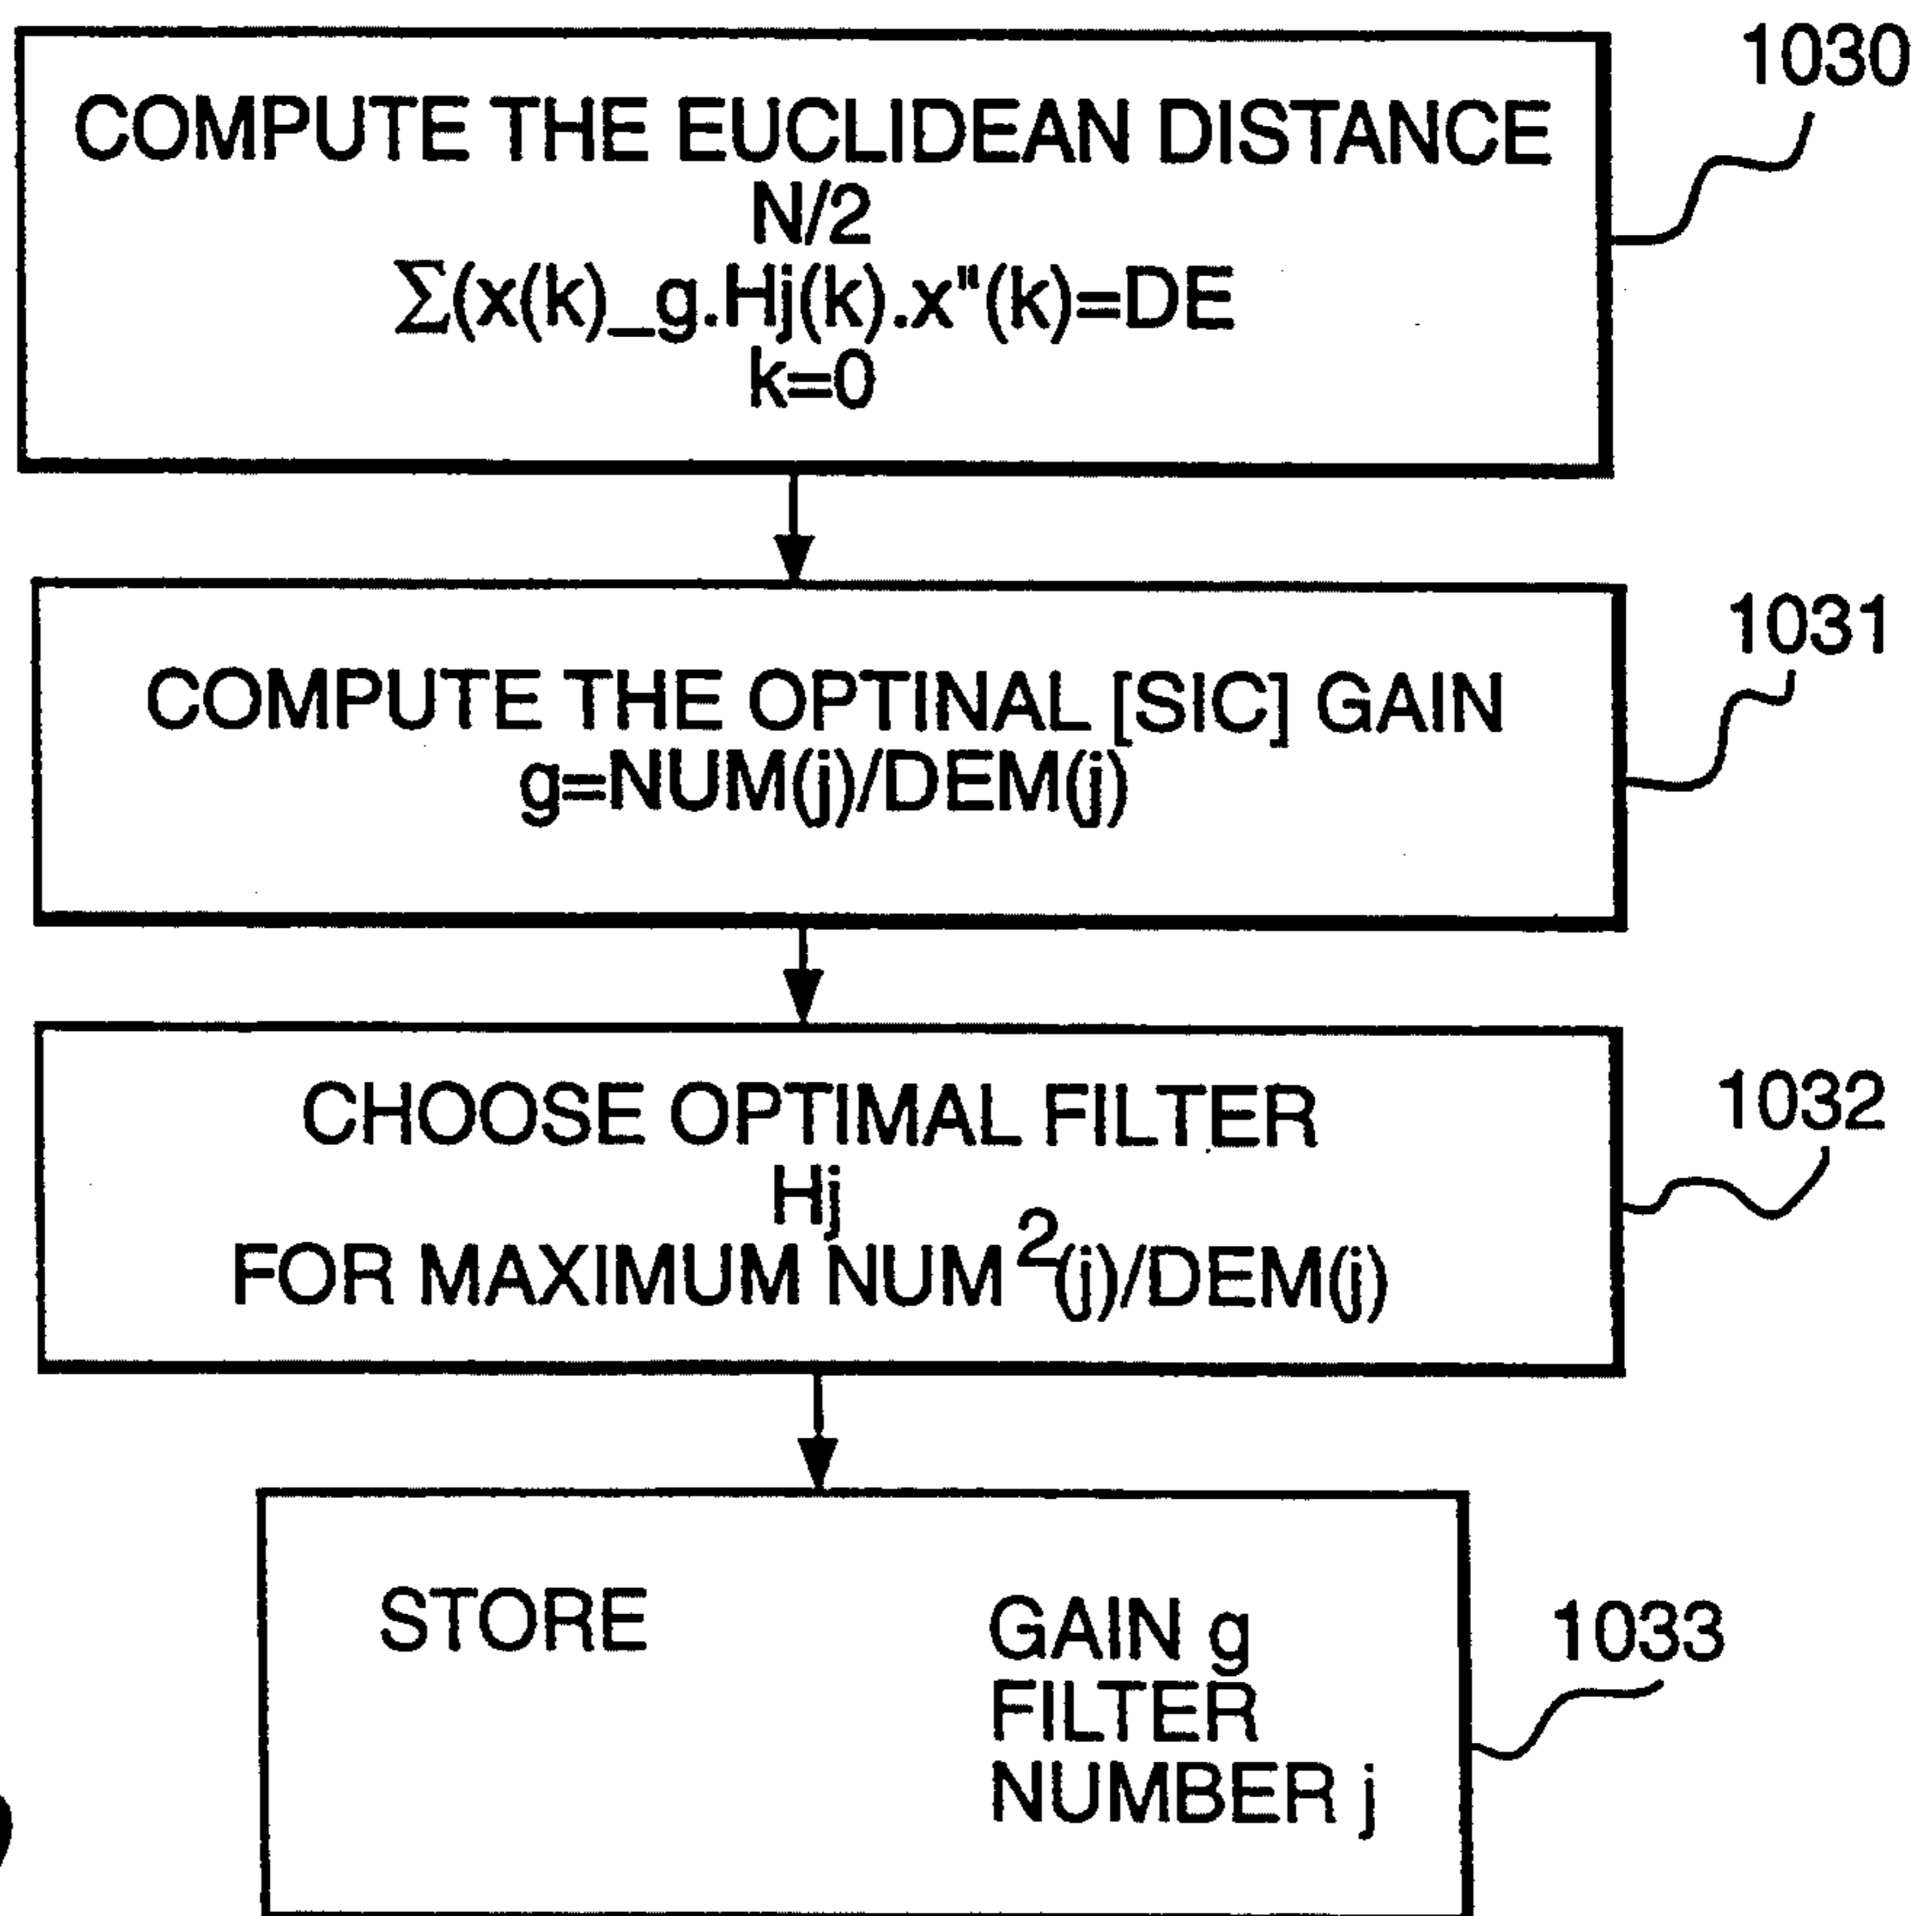 1030
COMPUTE THE EUCLIDEAN DISTANCE
N/2
Σ(x(k)_g.Hj(k).x"(k)=DE
k=0
1031
COMPUTE THE OPTINAL [SIC] GAIN
g=NUM(j)/DEM(j)
1032
CHOOSE OPTIMAL FILTER
Hj
FOR MAXIMUM NUM²(j)/DEM(j)
1033
STORE GAIN g
FILTER
NUMBER j